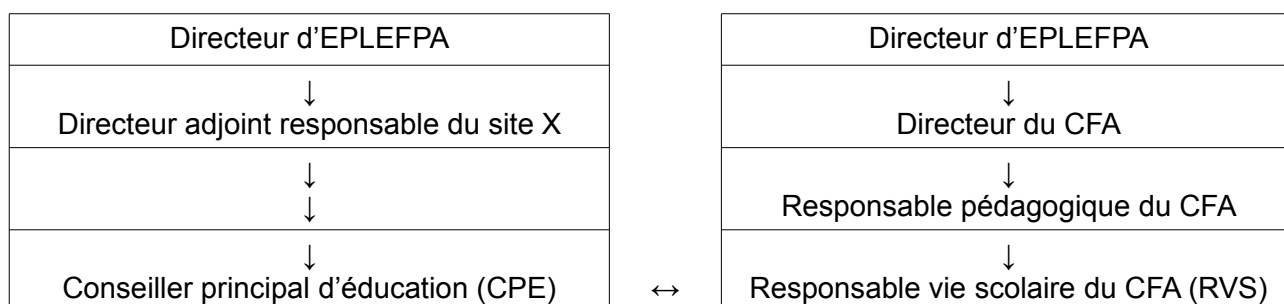 Directeur d’EPLEFPA
↓
Directeur adjoint responsable du site X
↓
↓
↓
Conseiller principal d’éducation (CPE)
↔
Directeur d’EPLEFPA
↓
Directeur du CFA
↓
Responsable pédagogique du CFA
↓
Responsable vie scolaire du CFA (RVS)